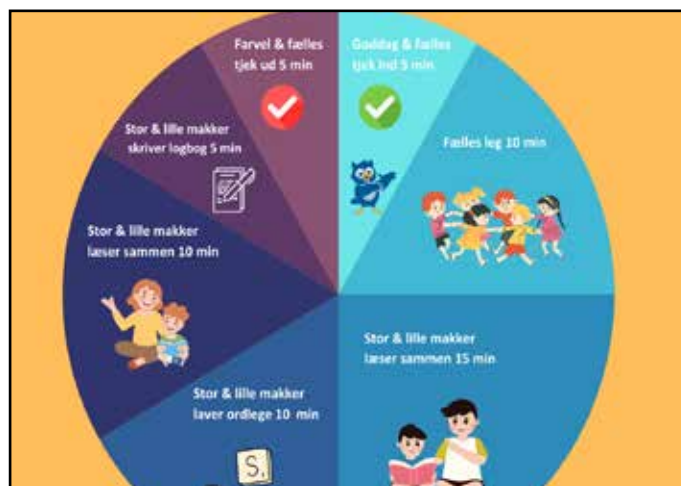 Farvel & fælles
tjek ud 5 min
Goddag & fælles
tjek ind 5 min
Stor & lille makker
skriver logbog 5 min
Fælles leg 10 min
Stor & lille makker
læser sammen 10 min
Stor & lille makker
læser sammen 15 min
Stor & lille makker
laver ordlege 10 min
S,